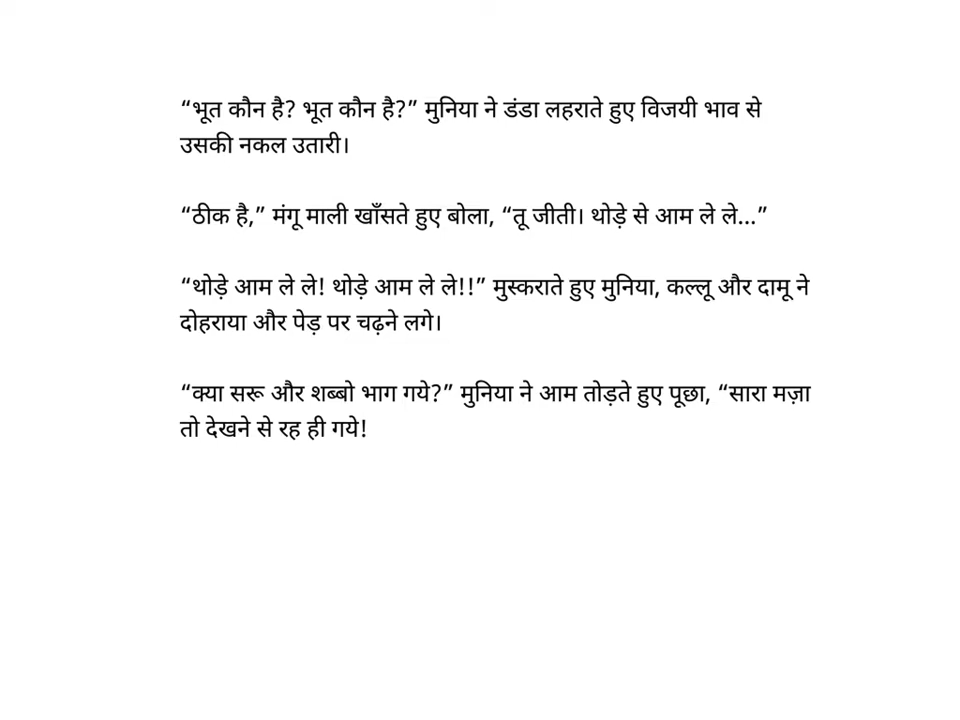 “भूत कौन है? भूत कौन है?” मुनिया ने डंडा लहराते हुए विजयी भाव से
उसकी नकल उतारी।
“ठीक है,” मंगू माली खाँसते हुए बोला, “तू जीती। थोड़े से आम ले ले...”
“थोड़े आम ले ले! थोड़े आम ले ले!!” मुस्कराते हुए मुनिया, कल्लू और दामू ने
दोहराया और पेड़ पर चढ़ने लगे।
“क्या सरू और शब्बो भाग गये?” मुनिया ने आम तोड़ते हुए पूछा, “सारा मज़ा
तो देखने से रह ही गये!